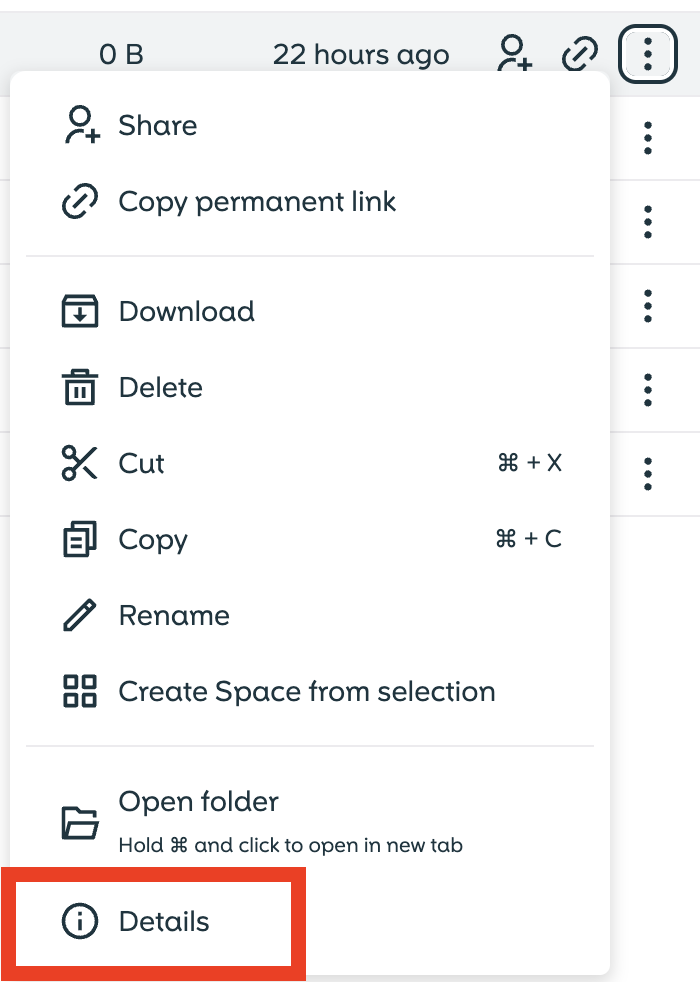 0 B 22 hours ago
Share
Copy permanent link
Download
Delete
Cut ⌘ + X
Copy ⌘ + C
Rename
Create Space from selection
Open folder
Hold ⌘ and click to open in new tab
Details